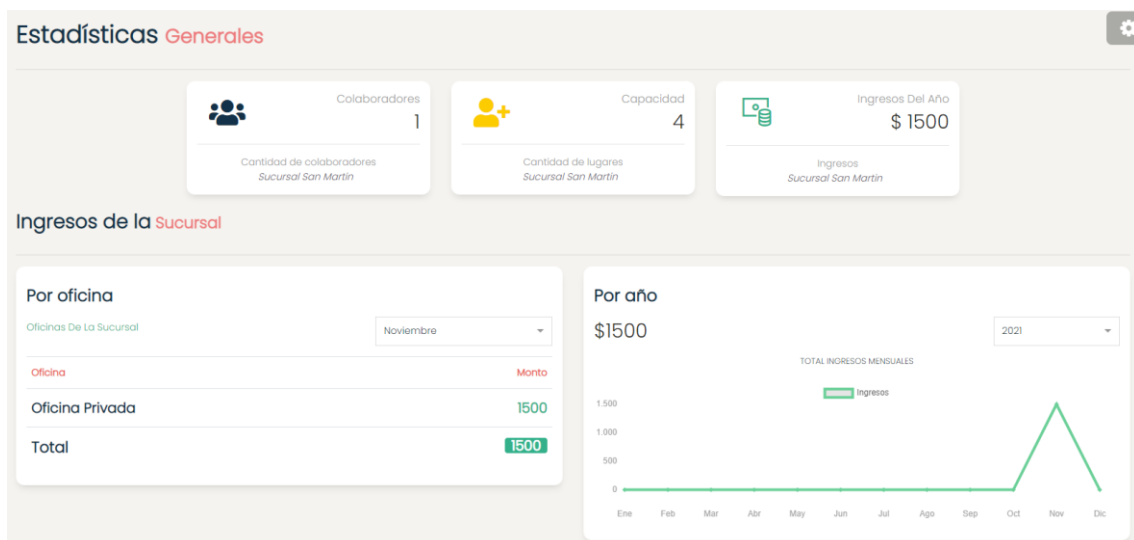 Estadísticas Generales
Colaboradores
1
Cantidad de colaboradores
Sucursal San Martin
Capacidad
4
Cantidad de lugares
Sucursal San Martin
Ingresos Del Año
$ 1500
Ingresos
Sucursal San Martin
Ingresos de la Sucursal
Por oficina
Oficinas De La Sucursal
Noviembre
Oficina Monto
Oficina Privada 1500
Total 1500
Por año
$1500
2021
TOTAL INGRESOS MENSUALES
Ingresos
1.500
1.000
500
0
Ene Feb Mar Abr May Jun Jul Ago Sep Oct Nov Dic